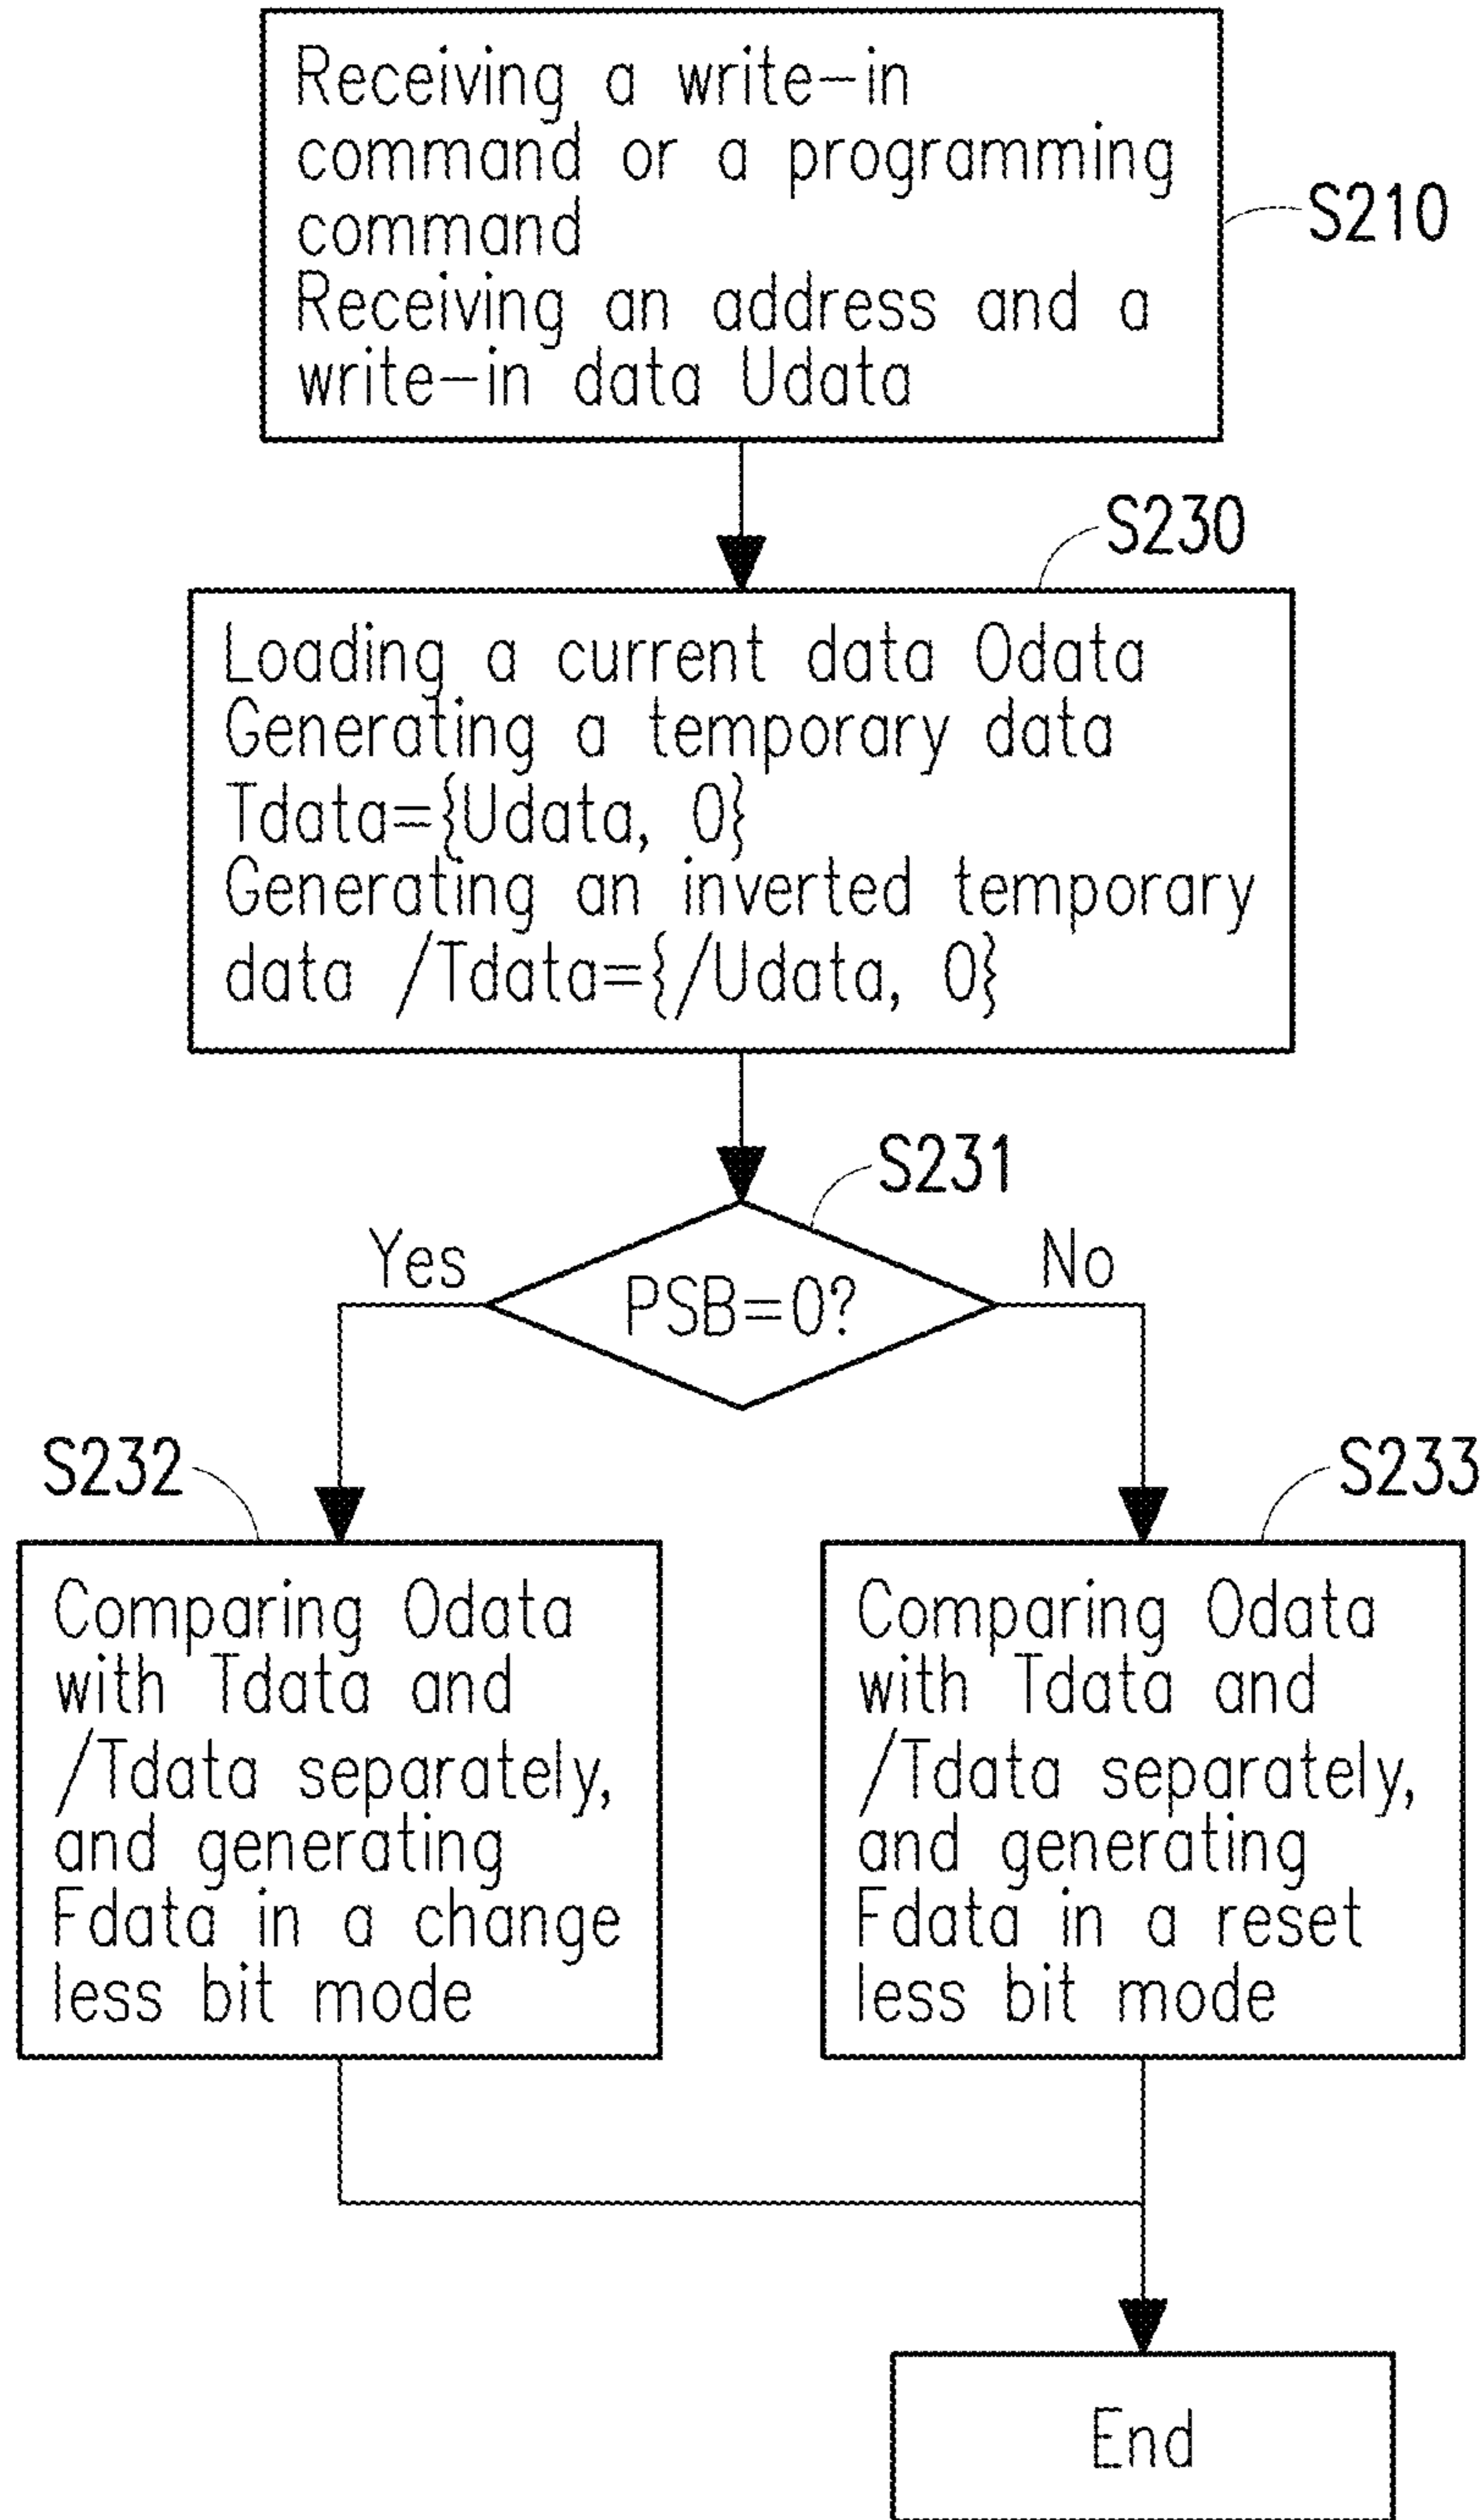 Receiving a write-in
command or a programming
command
Receiving an address and a
write-in data Udata
S210
S230
Loading a current data Odata
Generating a temporary data
Tdata={Udata, 0}
Generating an inverted temporary
data /Tdata={/Udata, 0}
S231
Yes
PSB=0?
No
S232
Comparing Odata
with Tdata and
/Tdata separately,
and generating
Fdata in a change
less bit mode
S233
Comparing Odata
with Tdata and
/Tdata separately,
and generating
Fdata in a reset
less bit mode
End